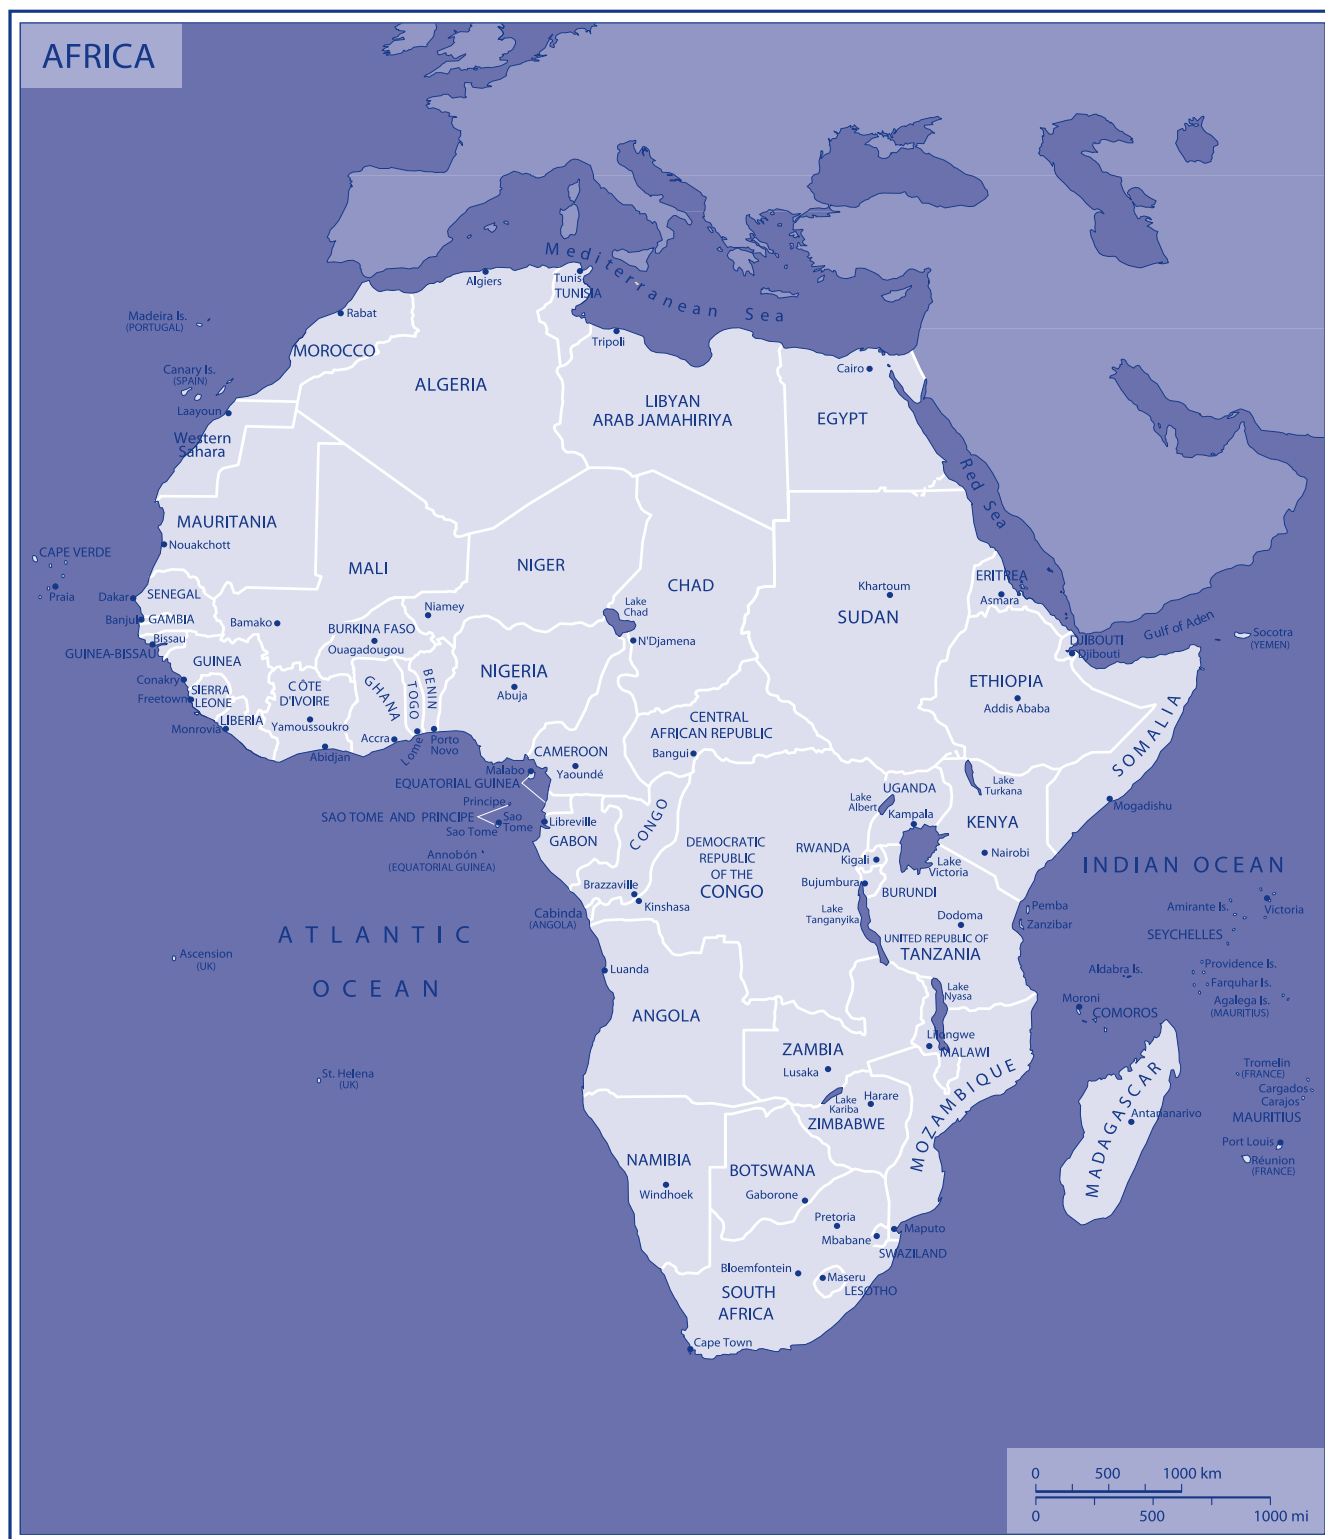 AFRICA
Mediterranean Sea
Algiers
Tunis
TUNISIA
Madeira Is.
(PORTUGAL)
Rabat
Tripoli
MOROCCO
Canary Is.
(SPAIN)
Cairo
ALGERIA
LIBYAN
ARAB JAMAHIRIYA
EGYPT
Laayoun
Western
Sahara
Red Sea
MAURITANIA
Nouakchott
CAPE VERDE
Praia
MALI
NIGER
CHAD
Khartoum
SUDAN
ERITREA
Asmara
Dakar
SENEGAL
Banjul
GAMBIA
Bissau
GUINEA-BISSAU
Bamako
Niamey
BURKINA FASO
Ouagadougou
Lake
Chad
N'Djamena
DJIBOUTI
Djibouti
Gulf of Aden
Socotra
(YEMEN)
GUINEA
Conakry
SIERRA
LEONE
Freetown
CÔTE
D'IVOIRE
Yamoussoukro
GHANA
TOGO
BENIN
NIGERIA
Abuja
ETHIOPIA
Addis Ababa
SOMALIA
LIBERIA
Monrovia
Abidjan
Accra
Lome
Porto
Novo
CENTRAL
AFRICAN REPUBLIC
Bangui
CAMEROON
Yaoundé
Malabo
EQUATORIAL GUINEA
Principe
SAO TOME AND PRINCIPE
Sao Tome
Sao
Tome
Libreville
GABON
CONGO
Annobón
(EQUATORIAL GUINEA)
Lake
Albert
UGANDA
Kampala
Lake
Turkana
KENYA
Nairobi
Mogadishu
DEMOCRATIC
REPUBLIC
OF THE
CONGO
RWANDA
Kigali
Lake
Victoria
Bujumbura
BURUNDI
INDIAN OCEAN
Brazzaville
Kinshasa
Cabinda
(ANGOLA)
Lake
Tanganyika
Dodoma
UNITED REPUBLIC OF
TANZANIA
Pemba
Zanzibar
Amirante Is.
Victoria
SEYCHELLES
ATLANTIC
OCEAN
Ascension
(UK)
Luanda
Aldabra Is.
Providence Is.
Farquhar Is.
Agalega Is.
(MAURITIUS)
Lake
Nyasa
Moroni
COMOROS
ANGOLA
ZAMBIA
Lusaka
Lilongwe
MALAWI
St. Helena
(UK)
Lake
Kariba
Harare
ZIMBABWE
MOZAMBIQUE
MADAGASCAR
Antananarivo
Tromelin
(FRANCE)
Cargados
Carajos
MAURITIUS
Port Louis
Réunion
(FRANCE)
NAMIBIA
Windhoek
BOTSWANA
Gaborone
Pretoria
Mbabane
Maputo
SWAZILAND
Bloemfontein
Maseru
LESOTHO
SOUTH
AFRICA
Cape Town
0 500 1000 km
0 500 1000 mi